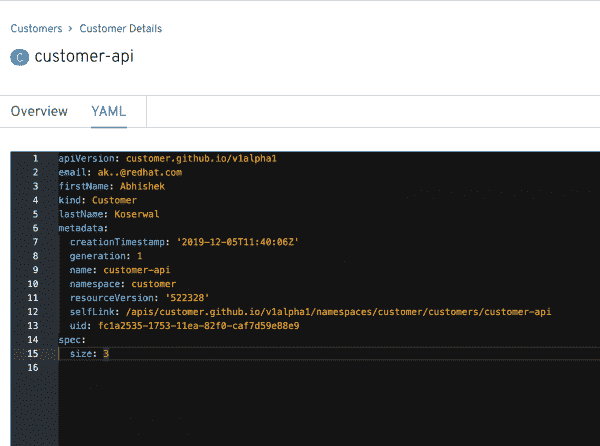 Customers > Customer Details
C customer-api
Overview YAML
1 apiVersion: customer.github.io/v1alpha1
2 email: ak..@redhat.com
3 firstName: Abhishek
4 kind: Customer
5 lastName: Koserwal
6 metadata:
7 creationTimestamp: '2019-12-05T11:40:06Z'
8 generation: 1
9 name: customer-api
10 namespace: customer
11 resourceVersion: '522328'
12 selfLink: /apis/customer.github.io/v1alpha1/namespaces/customer/customers/customer-api
13 uid: fc1a2535-1753-11ea-82f0-caf7d59e88e9
14 spec:
15 size: 3
16